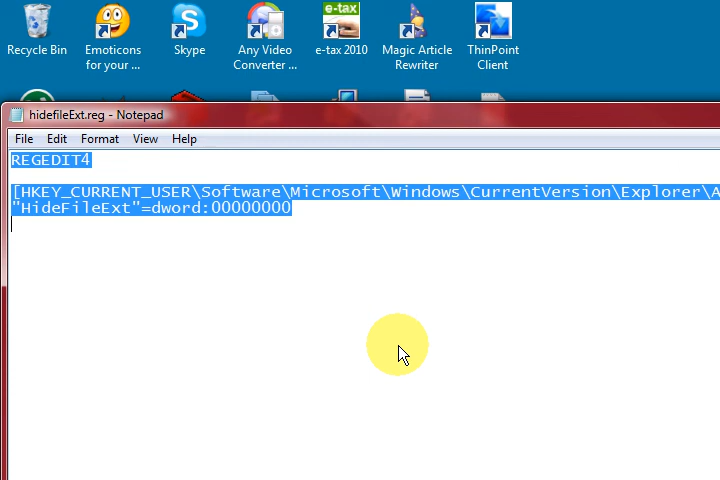 Recycle Bin
Emoticons for your ...
Skype
Any Video Converter ...
e-tax
e-tax 2010
Magic Article Rewriter
ThinPoint Client
hidefileExt.reg - Notepad
File Edit Format View Help
REGEDIT4
[HKEY_CURRENT_USER\Software\Microsoft\Windows\CurrentVersion\Explorer\A
"HideFileExt"=dword:00000000